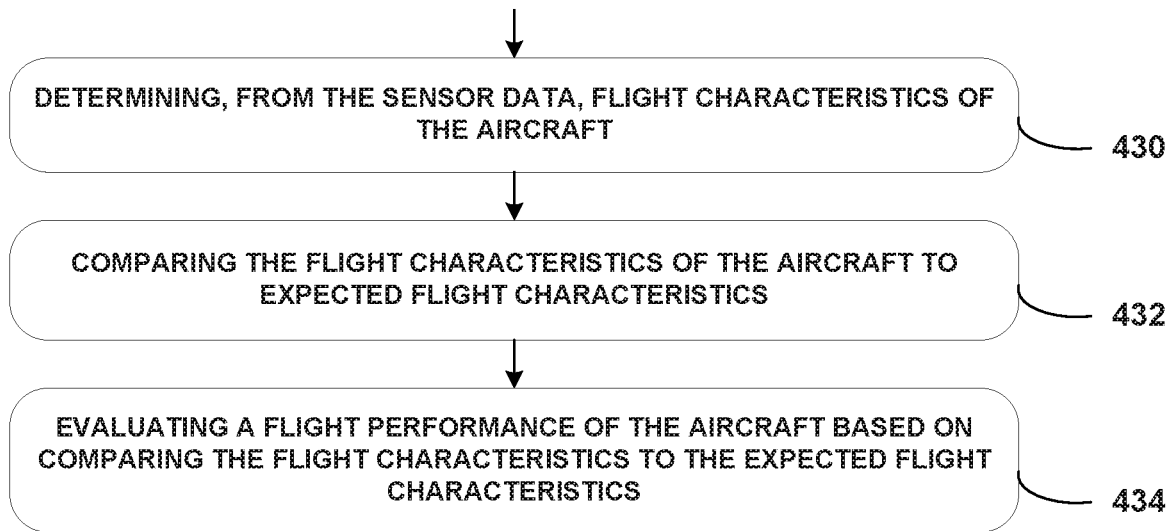 DETERMINING, FROM THE SENSOR DATA, FLIGHT CHARACTERISTICS OF
THE AIRCRAFT
430
COMPARING THE FLIGHT CHARACTERISTICS OF THE AIRCRAFT TO
EXPECTED FLIGHT CHARACTERISTICS
432
EVALUATING A FLIGHT PERFORMANCE OF THE AIRCRAFT BASED ON
COMPARING THE FLIGHT CHARACTERISTICS TO THE EXPECTED FLIGHT
CHARACTERISTICS
434